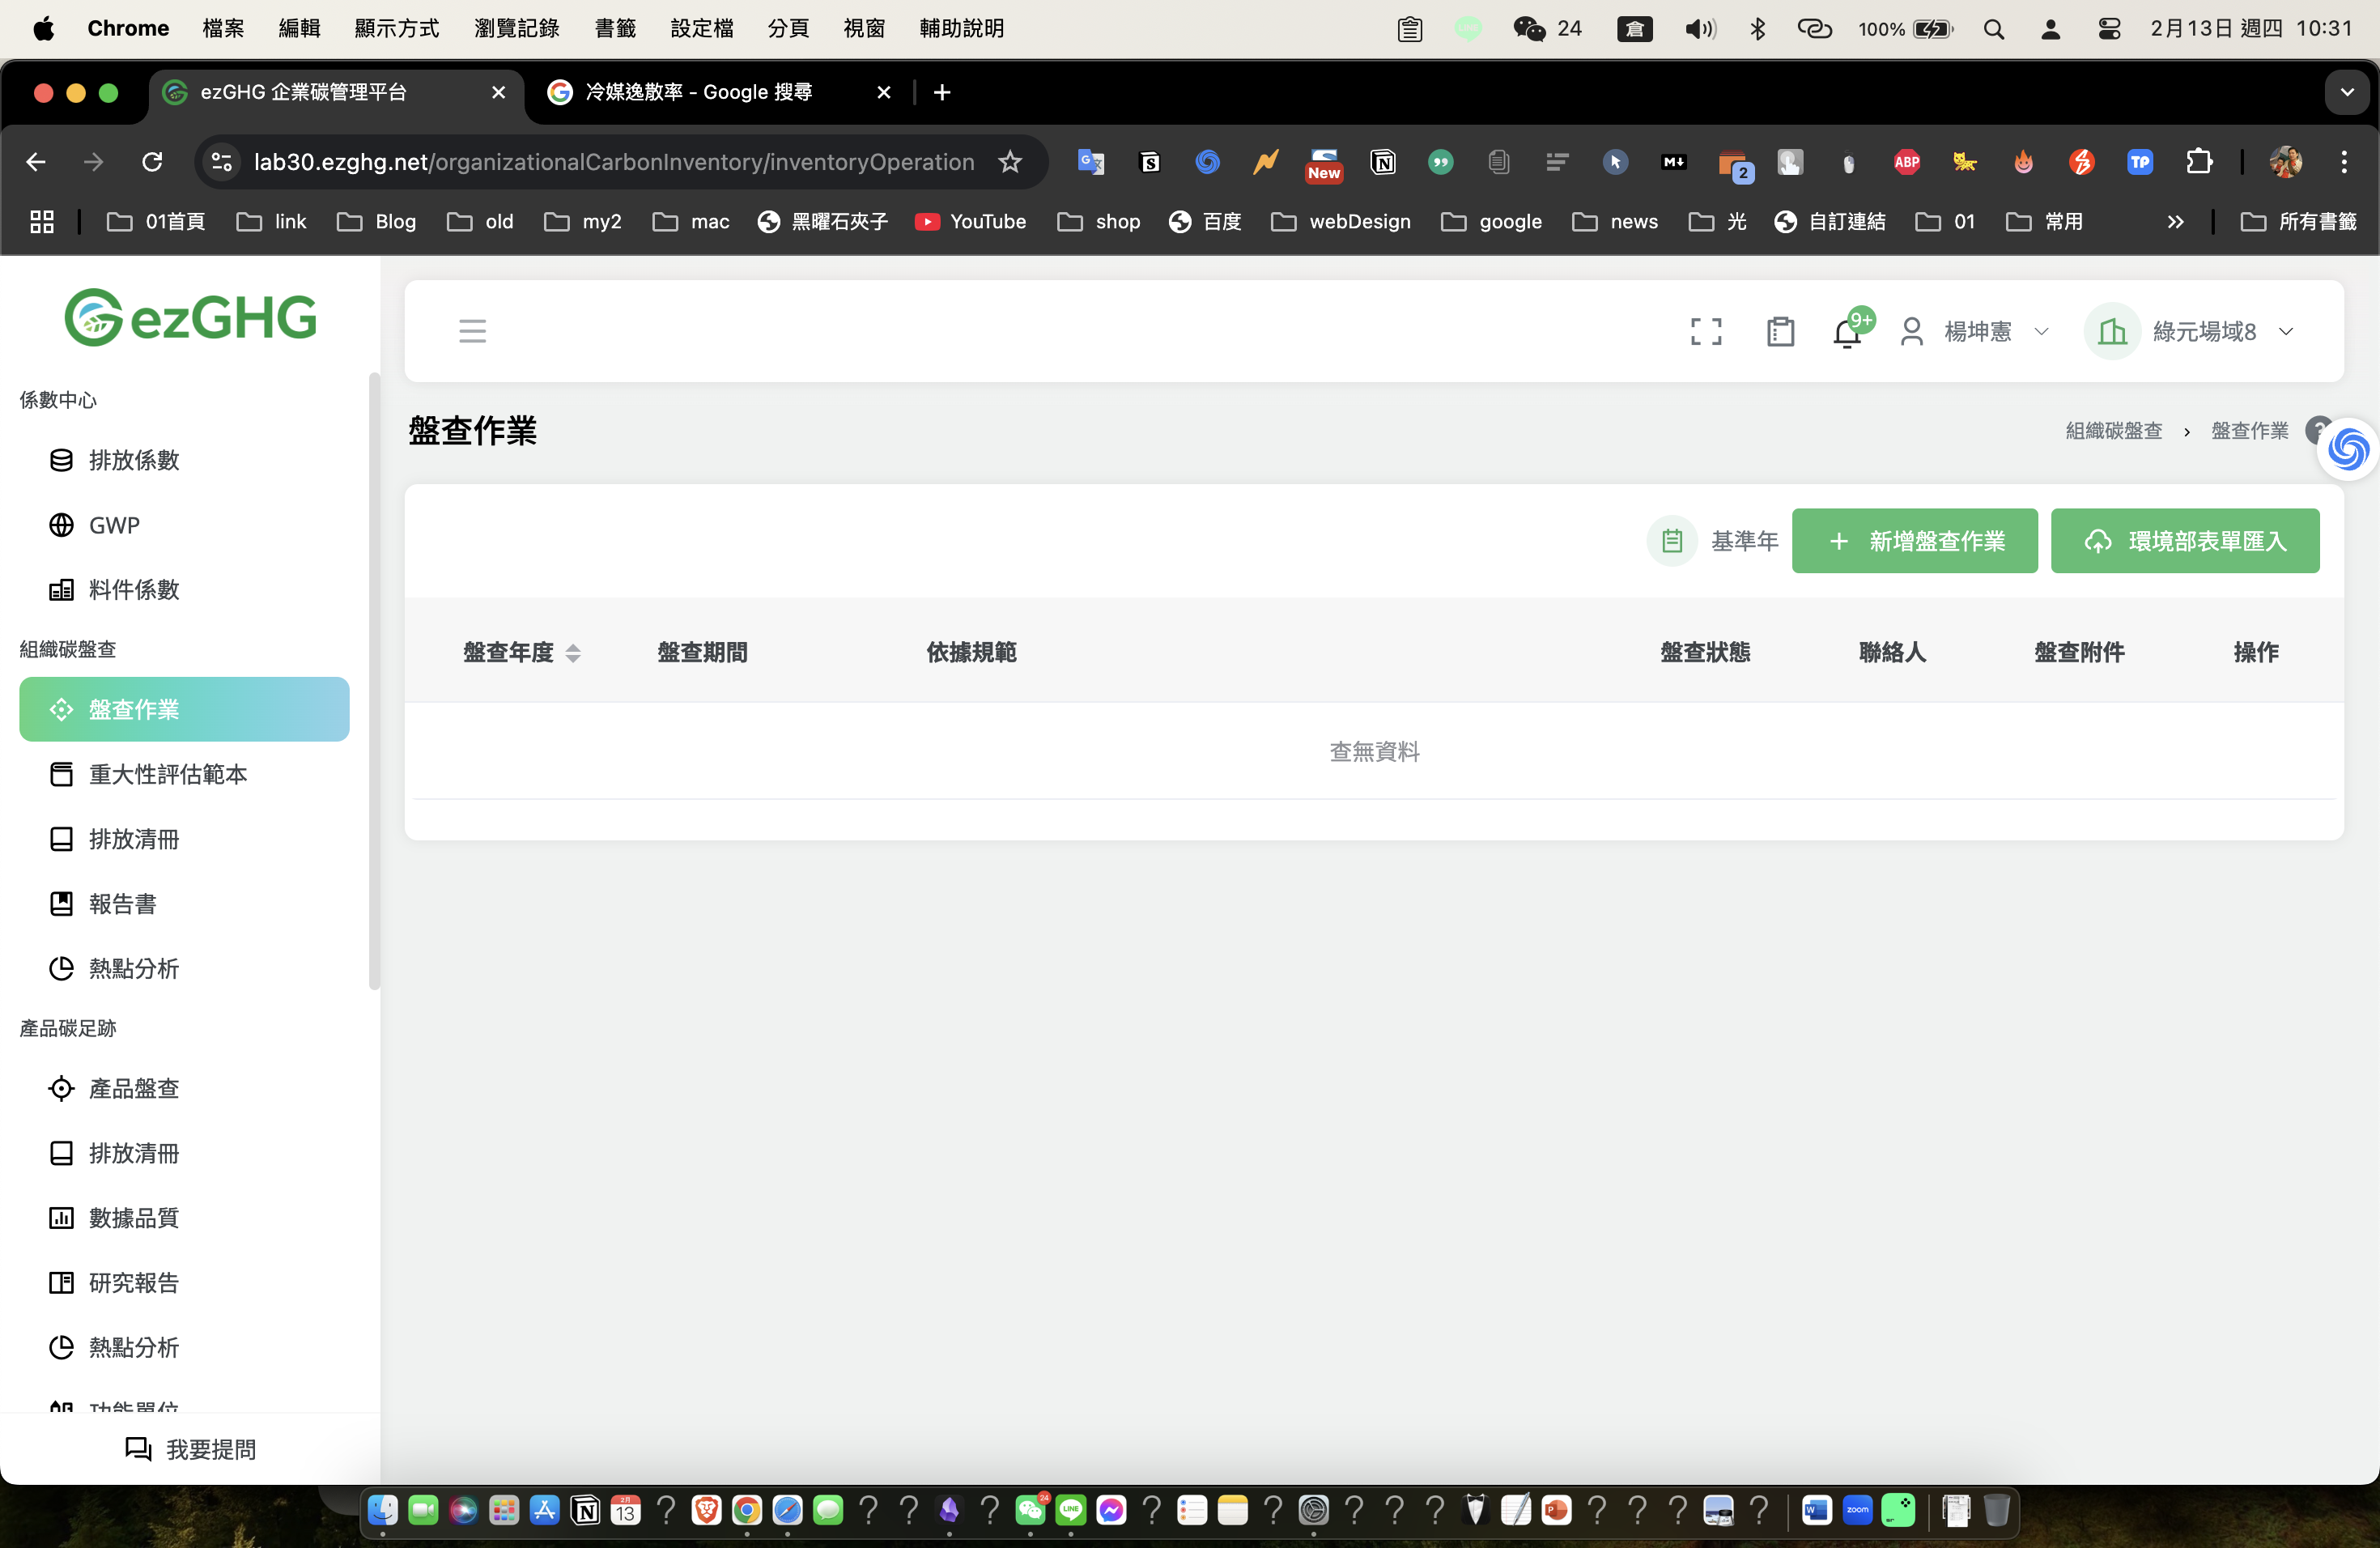 Chrome 檔案 編輯 顯示方式 瀏覽記錄 書籤 設定檔 分頁 視窗 輔助說明 24 倉 100% 2月13日 週四 10:31
ezGHG 企業碳管理平台 冷媒逸散率 - Google 搜尋
lab30.ezghg.net/organizationalCarbonInventory/inventoryOperation New 2 ABP TP
01首頁 link Blog old my2 mac 黑曜石夾子 YouTube shop 百度 webDesign google news 光 自訂連結 01 常用 所有書籤
ezGHG
9+ 楊坤憲 綠元場域8
係數中心
排放係數
GWP
料件係數
組織碳盤查
盤查作業
重大性評估範本
排放清冊
報告書
熱點分析
產品碳足跡
產品盤查
排放清冊
數據品質
研究報告
熱點分析
功能單位
我要提問
盤查作業 組織碳盤查 › 盤查作業
基準年 + 新增盤查作業 環境部表單匯入
盤查年度 盤查期間 依據規範 盤查狀態 聯絡人 盤查附件 操作
查無資料
2月 13 24 LINE zoom